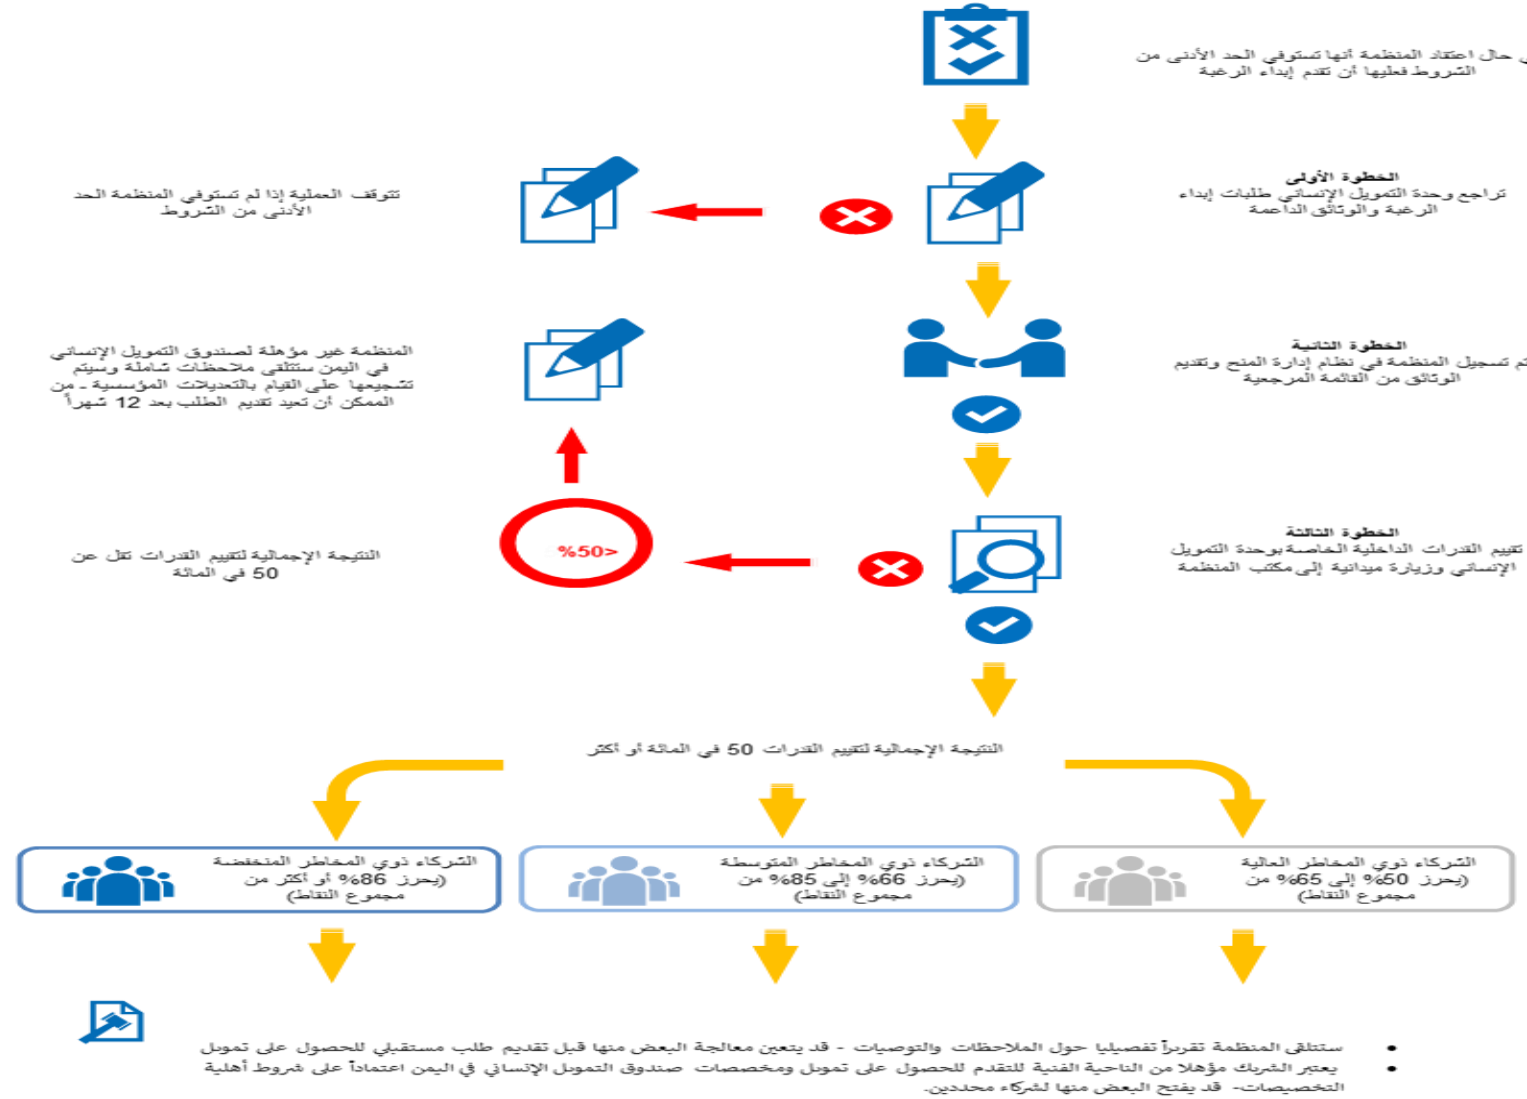 ي حال اعتقاد المنظمة أنها تستوفي الحد الأدنى من
الشروط فعليها أن تقدم إبداء الرغبة
الخطوة الأولى
تراجع وحدة التمويل الإنساني طلبات إبداء
الرغبة والوثائق الداعمة
تتوقف العملية إذا لم تستوفي المنظمة الحد
الأدنى من الشروط
الخطوة الثانية
تم تسجيل المنظمة في نظام إدارة المنح وتقديم
الوثائق من القائمة المرجعية
المنظمة غير مؤهلة لصندوق التمويل الإنساني
في اليمن ستتلقى ملاحظات شاملة وسيتم
تشجيعها على القيام بالتعديلات المؤسسية - من
الممكن أن تعيد تقديم الطلب بعد 12 شهراً
الخطوة الثالثة
تقييم القدرات الداخلية الخاصة بوحدة التمويل
الإنساني وزيارة ميدانية إلى مكتب المنظمة
%50>
النتيجة الإجمالية لتقييم القدرات تقل عن
50 في المائة
النتيجة الإجمالية لتقييم القدرات 50 في المائة أو أكثر
الشركاء ذوي المخاطر العالية
(يحرز 50% إلى 65% من
مجموع النقاط)
الشركاء ذوي المخاطر المتوسطة
(يحرز 66% إلى 85% من
مجموع النقاط)
الشركاء ذوي المخاطر المنخفضة
(يحرز 86% أو أكثر من
مجموع النقاط)
• ستتلقى المنظمة تقريراً تفصيليا حول الملاحظات والتوصيات - قد يتعين معالجة البعض منها قبل تقديم طلب مستقبلي للحصول على تمويل
• يعتبر الشريك مؤهلا من الناحية الفنية للتقدم للحصول على تمويل ومخصصات صندوق التمويل الإنساني في اليمن اعتماداً على شروط أهلية
التخصيصات- قد يفتح البعض منها لشركاء محددين.